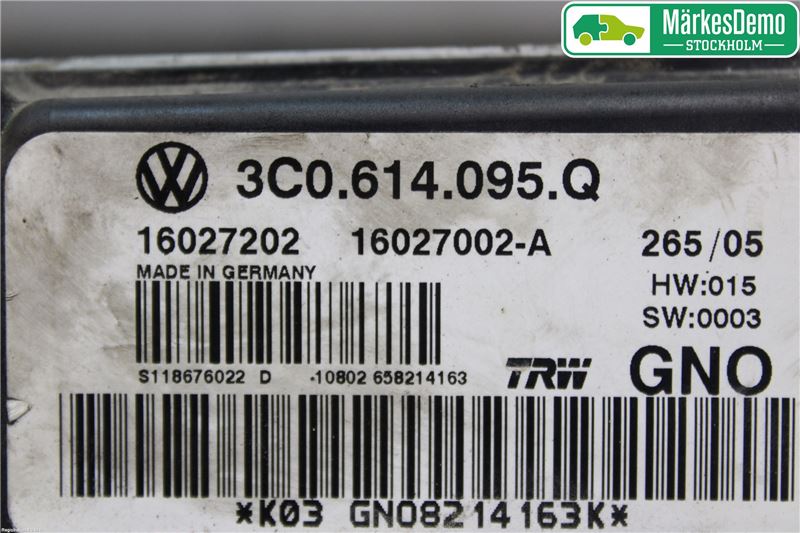 MärkesDemo
STOCKHOLM
3C0.614.095.Q
16027202 16027002-A 265/05
MADE IN GERMANY
HW:015
SW:0003
S118676022 D -10802 658214163
TRW GNO
*K03 GNO8214163K*